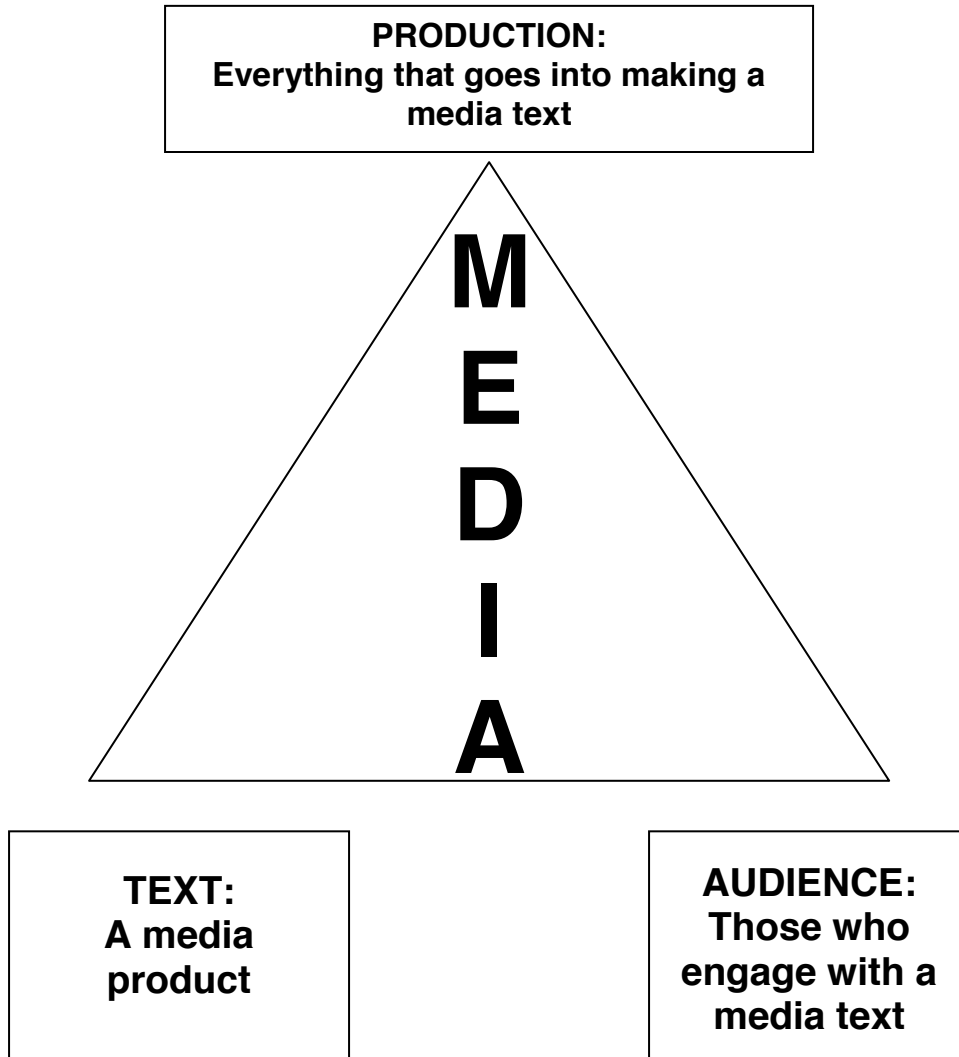 PRODUCTION:
Everything that goes into making a
media text
M
E
D
I
A
TEXT:
A media
product
AUDIENCE:
Those who
engage with a
media text